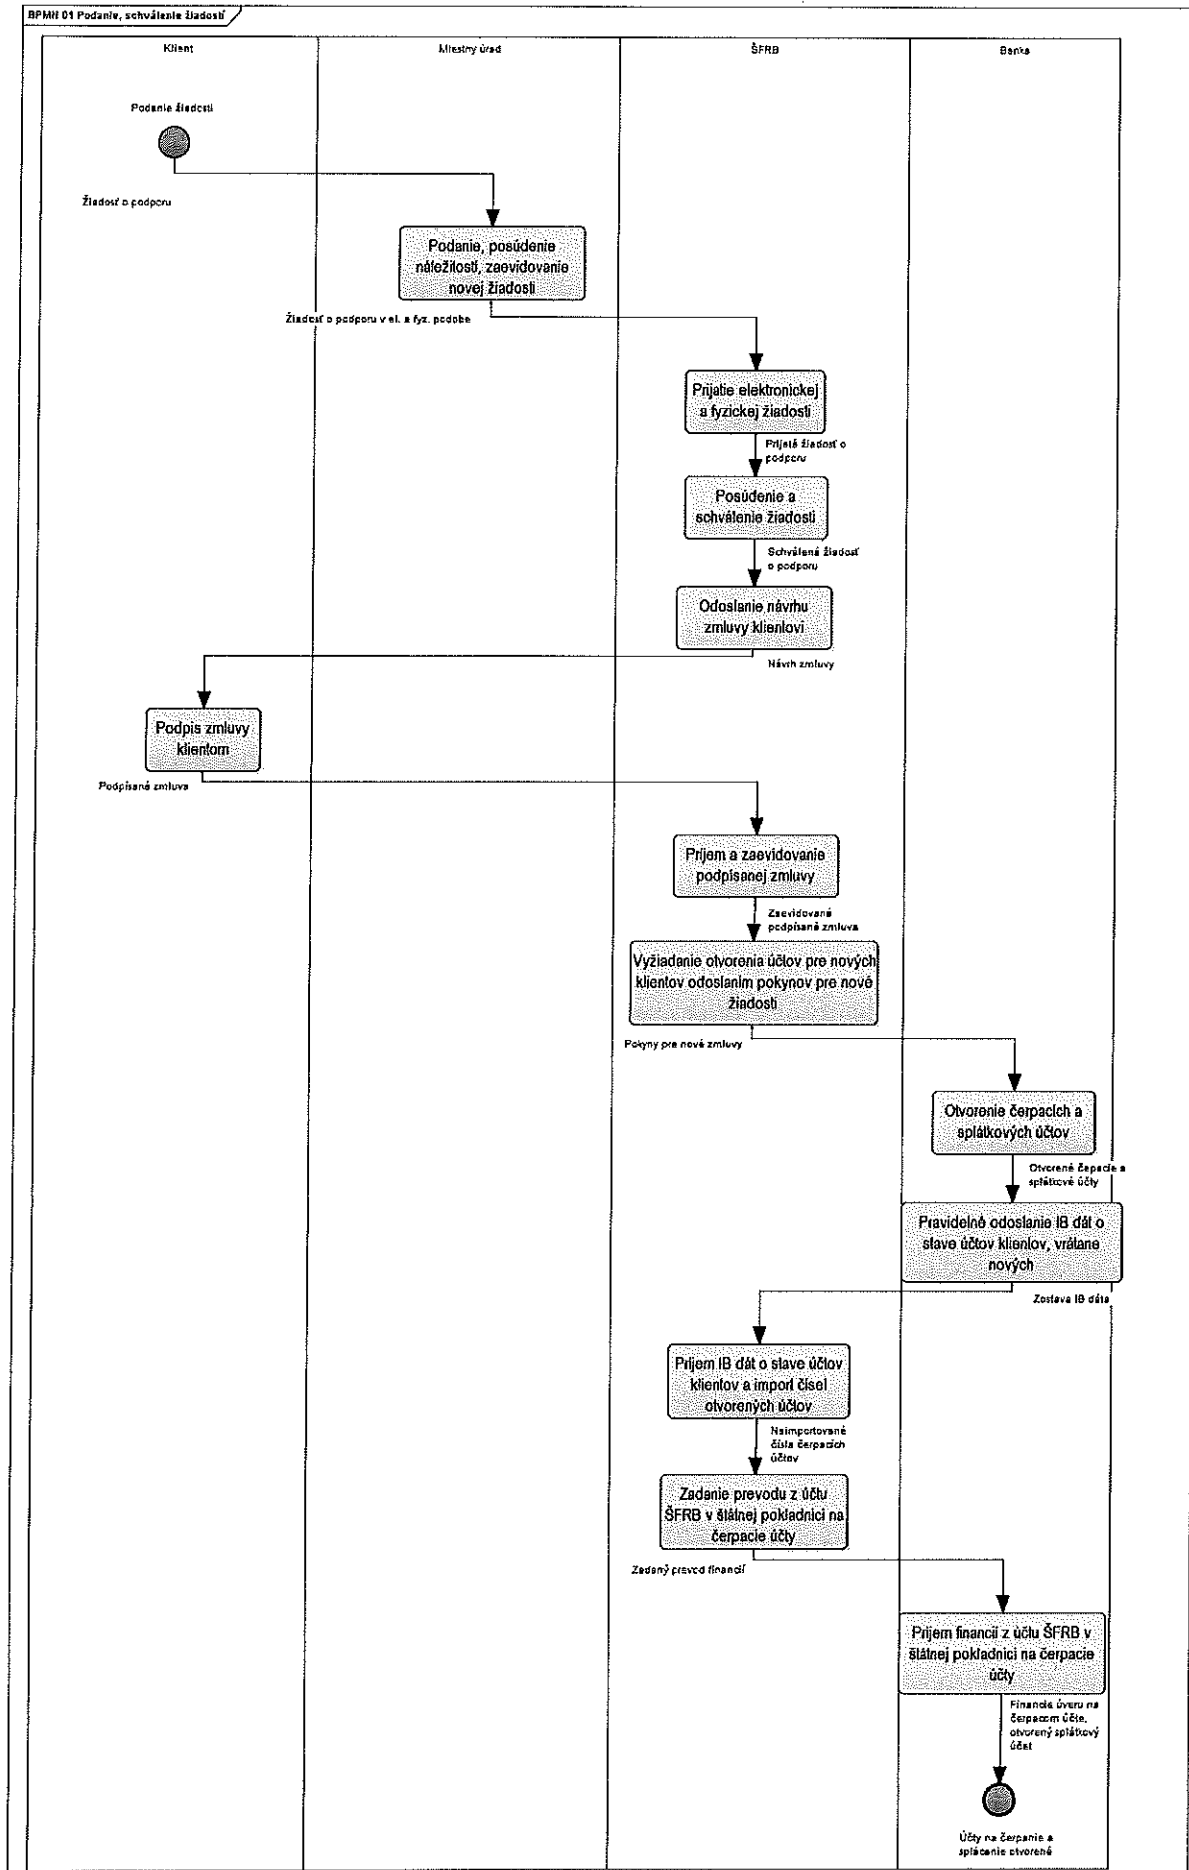 BPMN 01 Podanie, schválenie žiadostí
Klient
Miestny úrad
ŠFRB
Banka
Podanie žiadosti
Žiadosť o podporu
Podanie, posúdenie
náležitostí, zaevidovanie
novej žiadosti
Žiadosť o podporu v el. a fyz. podobe
Prijatie elektronickej
a fyzickej žiadosti
Prijatá žiadosť o
podporu
Posúdenie a
schválenie žiadosti
Schválená žiadosť
o podporu
Odoslanie návrhu
zmluvy klientovi
Návrh zmluvy
Podpis zmluvy
klientom
Podpísaná zmluva
Príjem a zaevidovanie
podpísanej zmluvy
Zaevidovaná
podpísaná zmluva
Vyžiadanie otvorenia účtov pre nových
klientov odoslaním pokynov pre nové
žiadosti
Pokyny pre nové zmluvy
Otvorenie čerpacích a
splátkových účtov
Otvorené čepacie a
splátkové účty
Pravidelné odoslanie IB dát o
stave účtov klientov, vrátane
nových
Zostava IB dáta
Príjem IB dát o stave účtov
klientov a import čísel
otvorených účtov
Naimportované
čísla čerpacích
účtov
Zadanie prevodu z účtu
ŠFRB v štátnej pokladnici na
čerpacie účty
Zadaný prevod financií
Príjem financií z účtu ŠFRB v
štátnej pokladnici na čerpacie
účty
Financie úveru na
čerpacom účte,
otvorený splátkový
účet
Účty na čerpanie a
splácanie otvorené